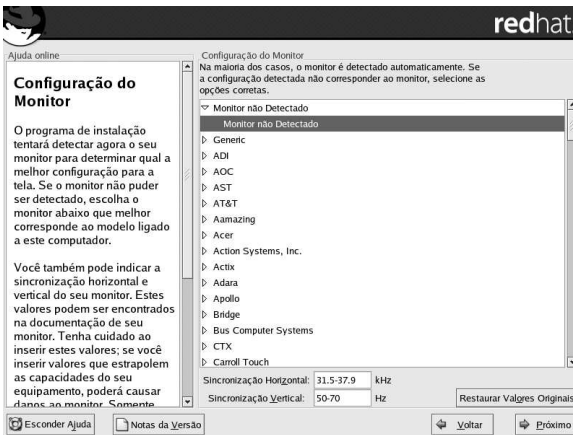 redhat.
Ajuda online
Configuração do
Monitor
O programa de instalação
tentará detectar agora o seu
monitor para determinar qual a
melhor configuração para a
tela. Se o monitor não puder
ser detectado, escolha o
monitor abaixo que melhor
corresponde ao modelo ligado
a este computador.
Você também pode indicar a
sincronização horizontal e
vertical do seu monitor. Estes
valores podem ser encontrados
na documentação de seu
monitor. Tenha cuidado ao
inserir estes valores; se você
inserir valores que estrapolem
as capacidades do seu
equipamento, poderá causar
danos ao monitor. Somente
Configuração do Monitor
Na maioria dos casos, o monitor é detectado automaticamente. Se
a configuração detectada não corresponder ao monitor, selecione as
opções corretas.
Monitor não Detectado
Monitor não Detectado
Generic
ADI
AOC
AST
AT&T
Aamazing
Acer
Action Systems, Inc.
Actix
Adara
Apollo
Bridge
Bus Computer Systems
CTX
Carroll Touch
Sincronização Horizontal: 31.5-37.9 kHz
Sincronização Vertical: 50-70 Hz
Restaurar Valores Originais
Esconder Ajuda
Notas da Versão
Voltar
Próximo